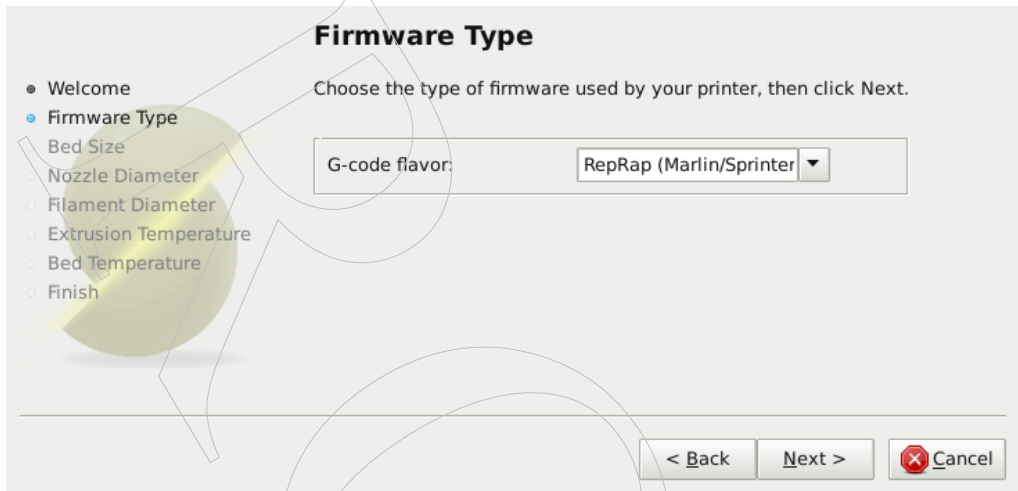 Firmware Type
Welcome
Firmware Type
Bed Size
Nozzle Diameter
Filament Diameter
Extrusion Temperature
Bed Temperature
Finish
Choose the type of firmware used by your printer, then click Next.
G-code flavor:
RepRap (Marlin/Sprinter
< Back
Next >
Cancel